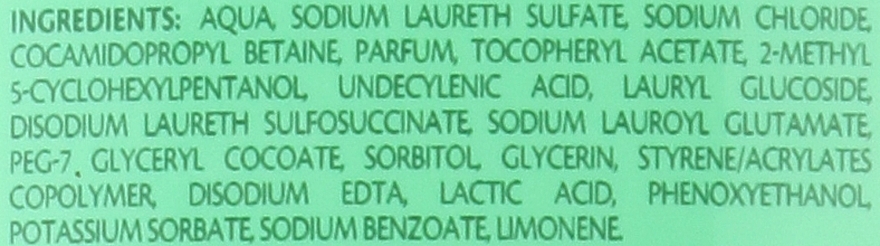 INGREDIENTS: AQUA, SODIUM LAURETH SULFATE, SODIUM CHLORIDE,
COCAMIDOPROPYL BETAINE, PARFUM, TOCOPHERYL ACETATE, 2-METHYL
5-CYCLOHEXYLPENTANOL, UNDECYLENIC ACID, LAURYL GLUCOSIDE,
DISODIUM LAURETH SULFOSUCCINATE, SODIUM LAUROYL GLUTAMATE,
PEG-7. GLYCERYL COCOATE, SORBITOL, GLYCERIN, STYRENE/ACRYLATES
COPOLYMER, DISODIUM EDTA, LACTIC ACID, PHENOXYETHANOL,
POTASSIUM SORBATE, SODIUM BENZOATE, LIMONENE.